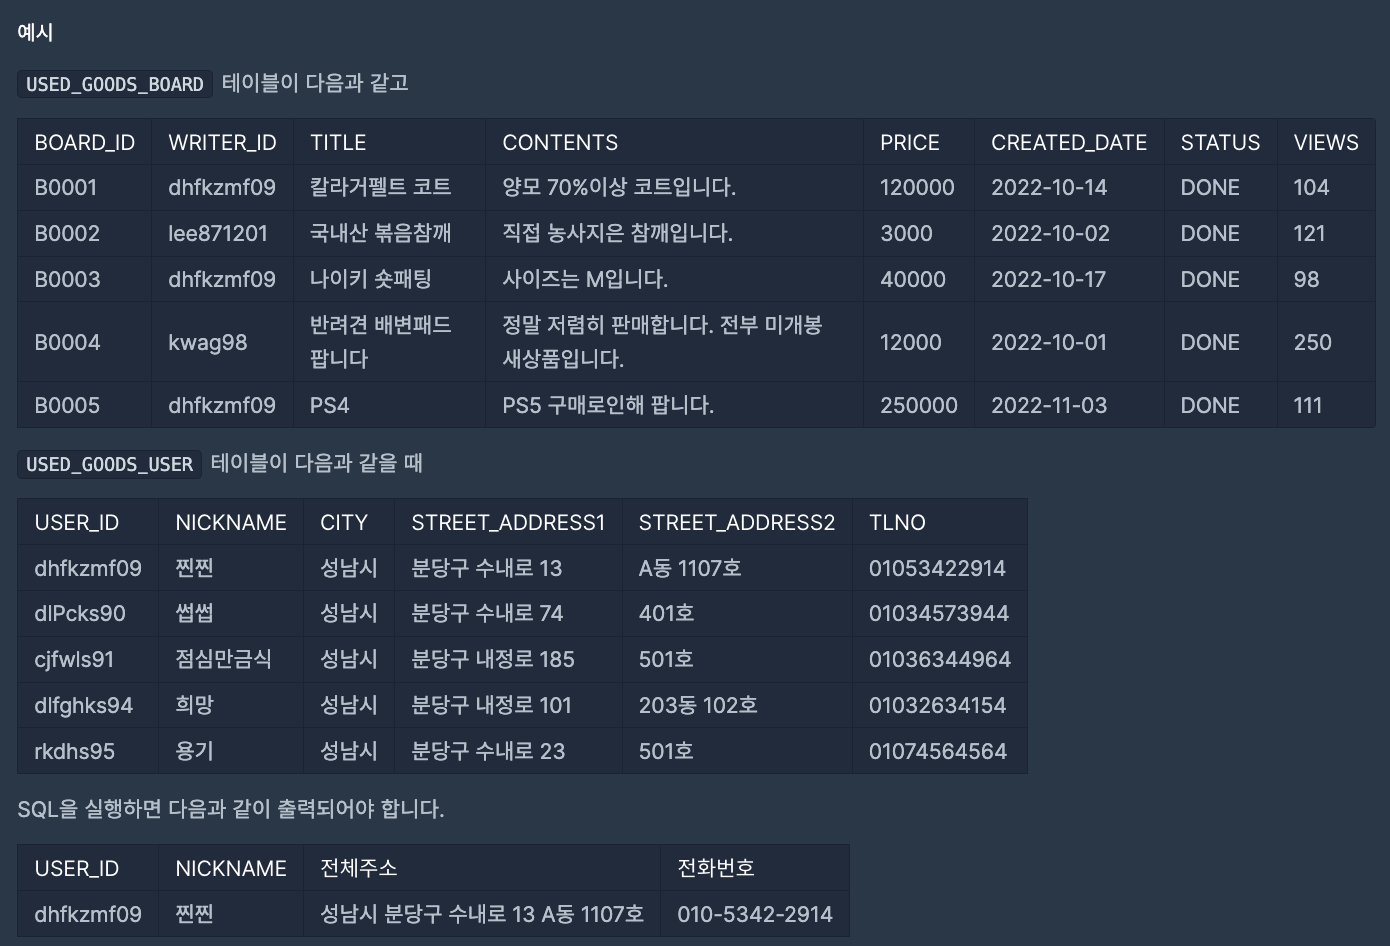 예시
USED_GOODS_BOARD 테이블이 다음과 같고
BOARD_ID WRITER_ID TITLE CONTENTS PRICE CREATED_DATE STATUS VIEWS
B0001 dhfkzmf09 칼라거펠트 코트 양모 70%이상 코트입니다. 120000 2022-10-14 DONE 104
B0002 lee871201 국내산 볶음참깨 직접 농사지은 참깨입니다. 3000 2022-10-02 DONE 121
B0003 dhfkzmf09 나이키 숏패팅 사이즈는 M입니다. 40000 2022-10-17 DONE 98
B0004 kwag98 반려견 배변패드 팝니다 정말 저렴히 판매합니다. 전부 미개봉 새상품입니다. 12000 2022-10-01 DONE 250
B0005 dhfkzmf09 PS4 PS5 구매로인해 팝니다. 250000 2022-11-03 DONE 111
USED_GOODS_USER 테이블이 다음과 같을 때
USER_ID NICKNAME CITY STREET_ADDRESS1 STREET_ADDRESS2 TLNO
dhfkzmf09 찐찐 성남시 분당구 수내로 13 A동 1107호 01053422914
dlPcks90 썹썹 성남시 분당구 수내로 74 401호 01034573944
cjfwls91 점심만금식 성남시 분당구 내정로 185 501호 01036344964
dlfghks94 희망 성남시 분당구 내정로 101 203동 102호 01032634154
rkdhs95 용기 성남시 분당구 수내로 23 501호 01074564564
SQL을 실행하면 다음과 같이 출력되어야 합니다.
USER_ID NICKNAME 전체주소 전화번호
dhfkzmf09 찐찐 성남시 분당구 수내로 13 A동 1107호 010-5342-2914